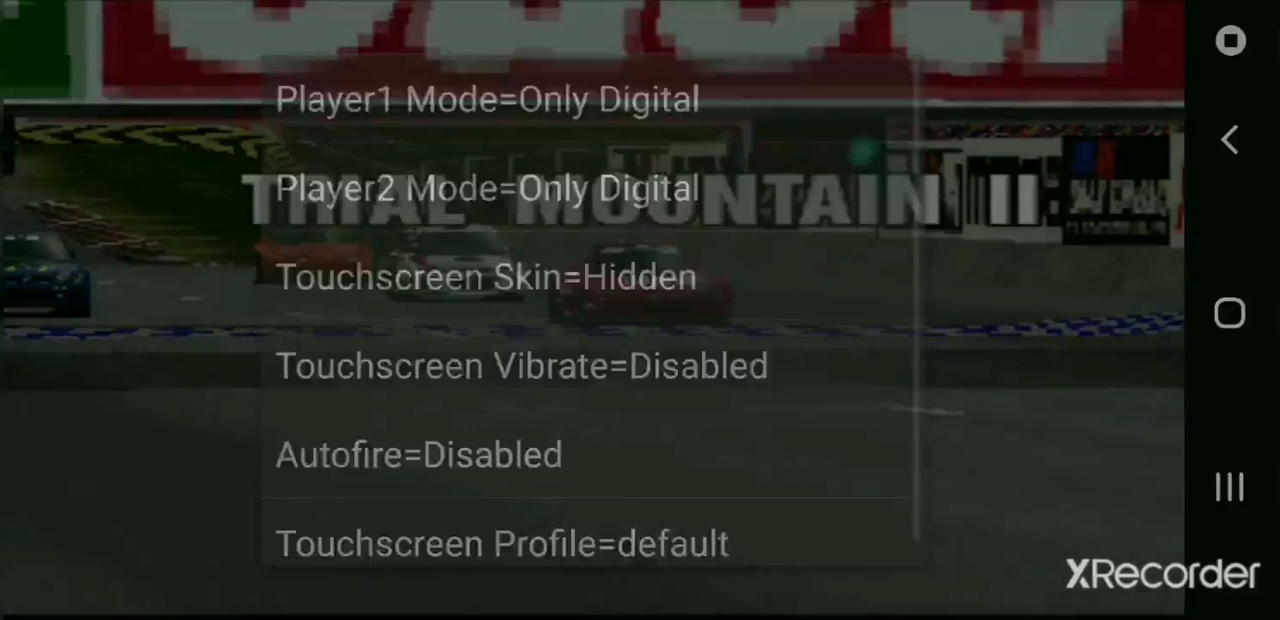 Player1 Mode=Only Digital
TRIAL MOUNTAIN II
Player2 Mode=Only Digital
Touchscreen Skin=Hidden
Touchscreen Vibrate=Disabled
Autofire=Disabled
Touchscreen Profile=default
XRecorder